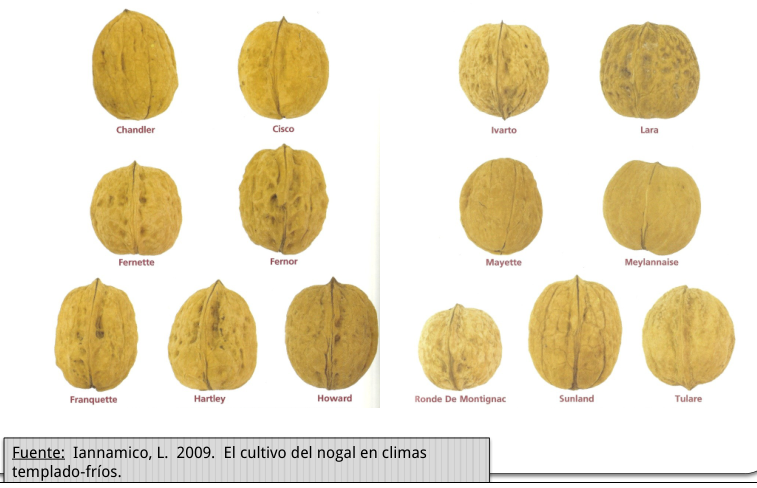 Chandler
Cisco
Ivarto
Lara
Fernette
Fernor
Mayette
Meylannaise
Franquette
Hartley
Howard
Ronde De Montignac
Sunland
Tulare
Fuente: Iannamico, L. 2009. El cultivo del nogal en climas
templado-fríos.